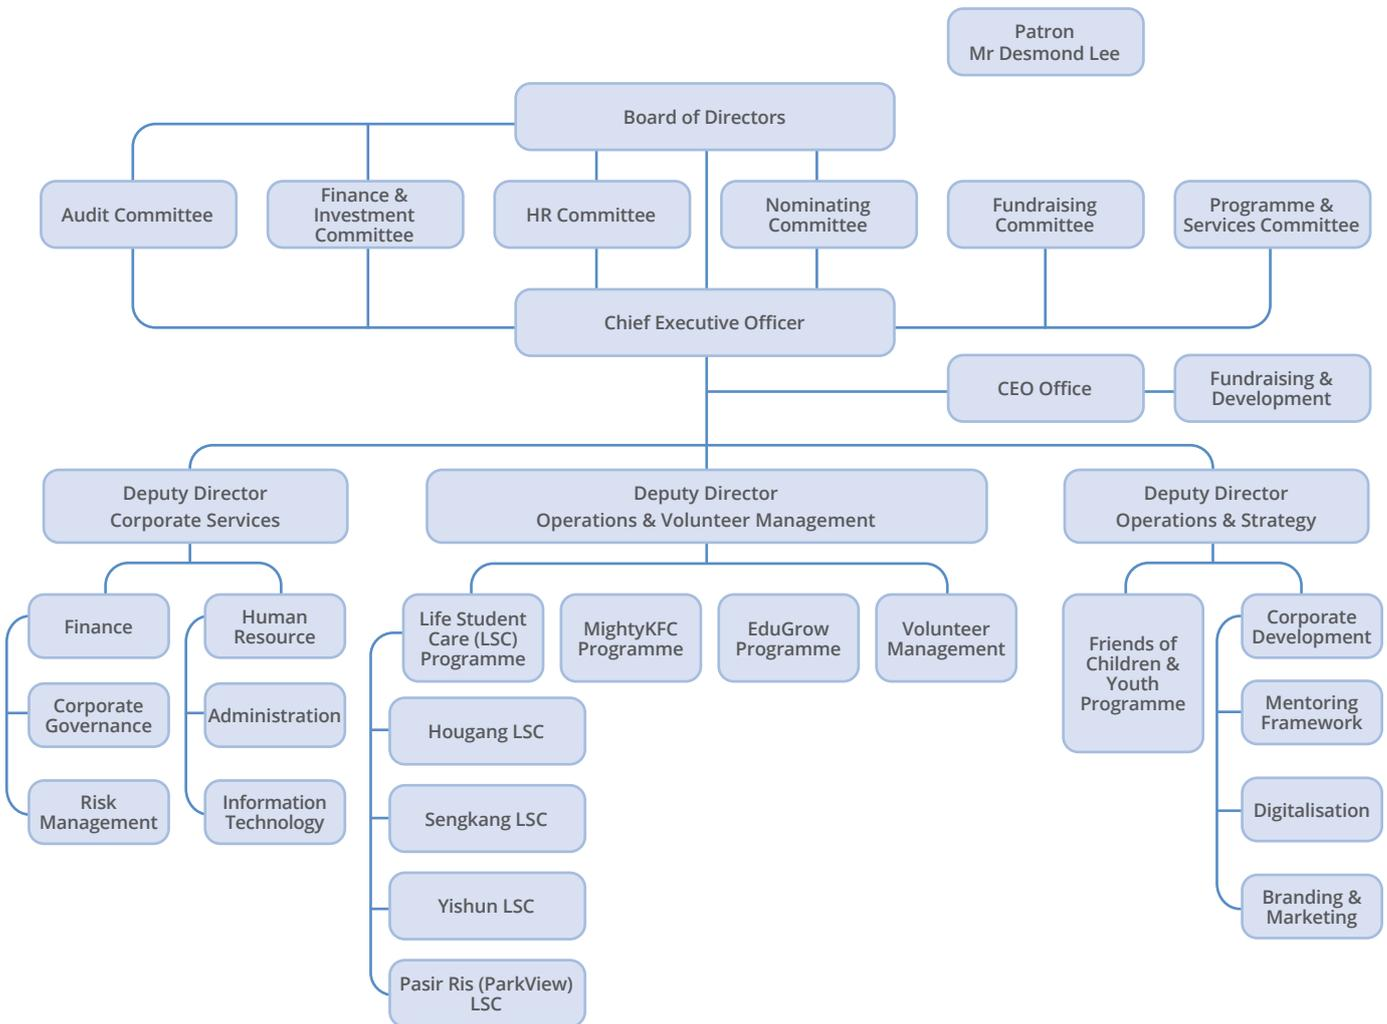 Patron
Mr Desmond Lee
Board of Directors
Audit Committee
Finance &
Investment
Committee
HR Committee
Nominating
Committee
Fundraising
Committee
Programme &
Services Committee
Chief Executive Officer
CEO Office
Fundraising &
Development
Deputy Director
Corporate Services
Deputy Director
Operations & Volunteer Management
Deputy Director
Operations & Strategy
Finance
Corporate
Governance
Risk
Management
Human
Resource
Administration
Information
Technology
Life Student
Care (LSC)
Programme
Hougang LSC
Sengkang LSC
Yishun LSC
Pasir Ris (ParkView)
LSC
MightyKFC
Programme
EduGrow
Programme
Volunteer
Management
Friends of
Children &
Youth
Programme
Corporate
Development
Mentoring
Framework
Digitalisation
Branding &
Marketing